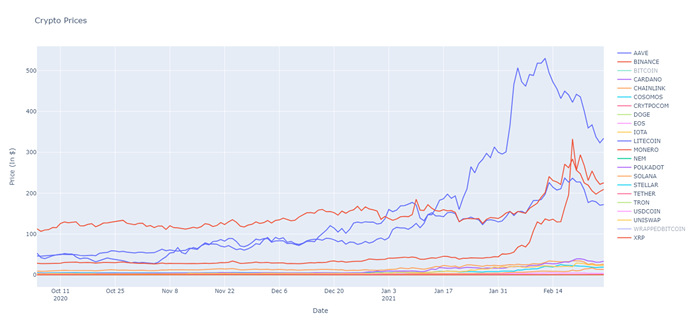 Crypto Prices
500
400
300
200
100
0
Price (In $)
Oct 11
2020
Oct 25
Nov 8
Nov 22
Dec 6
Dec 20
Jan 3
2021
Jan 17
Jan 31
Feb 14
Date
AAVE
BINANCE
BITCOIN
CARDANO
CHAINLINK
COSOMOS
CRYTPOCOM
DOGE
EOS
IOTA
LITECOIN
MONERO
NEM
POLKADOT
SOLANA
STELLAR
TETHER
TRON
USDCOIN
UNISWAP
WRAPPEDBITCOIN
XRP